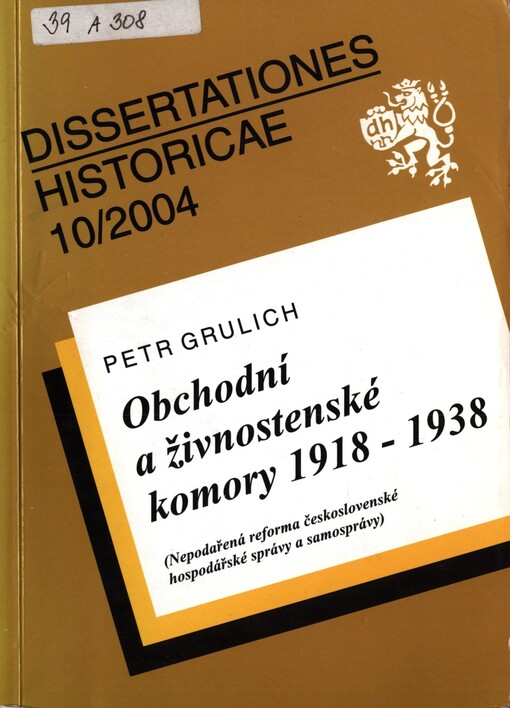 39 A 308
DISSERTATIONES
HISTORICAE
10/2004
dh
PETR GRULICH
Obchodní
a živnostenské
komory 1918 - 1938
(Nepodařená reforma československé
hospodářské správy a samosprávy)